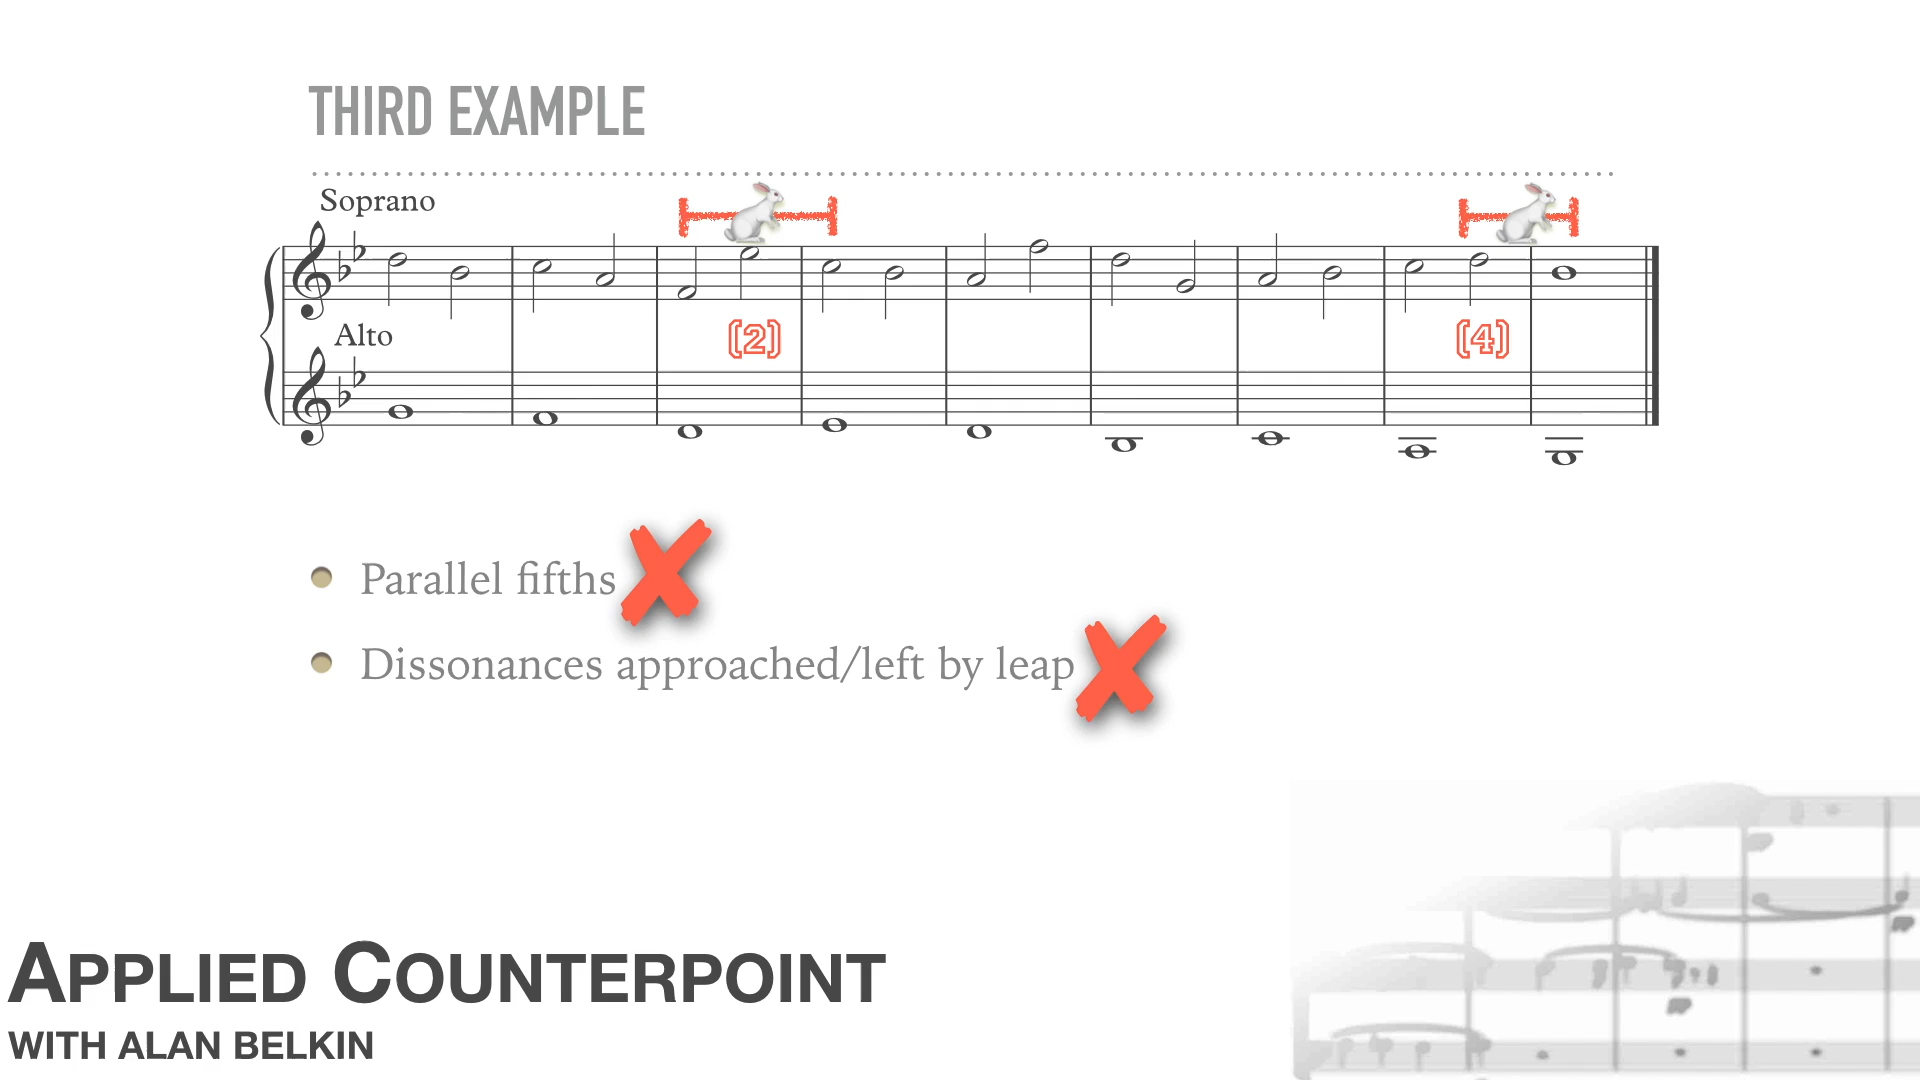 THIRD EXAMPLE
Soprano
Alto
(2)
(4)
Parallel fifths
Dissonances approached/left by leap
APPLIED COUNTERPOINT
WITH ALAN BELKIN